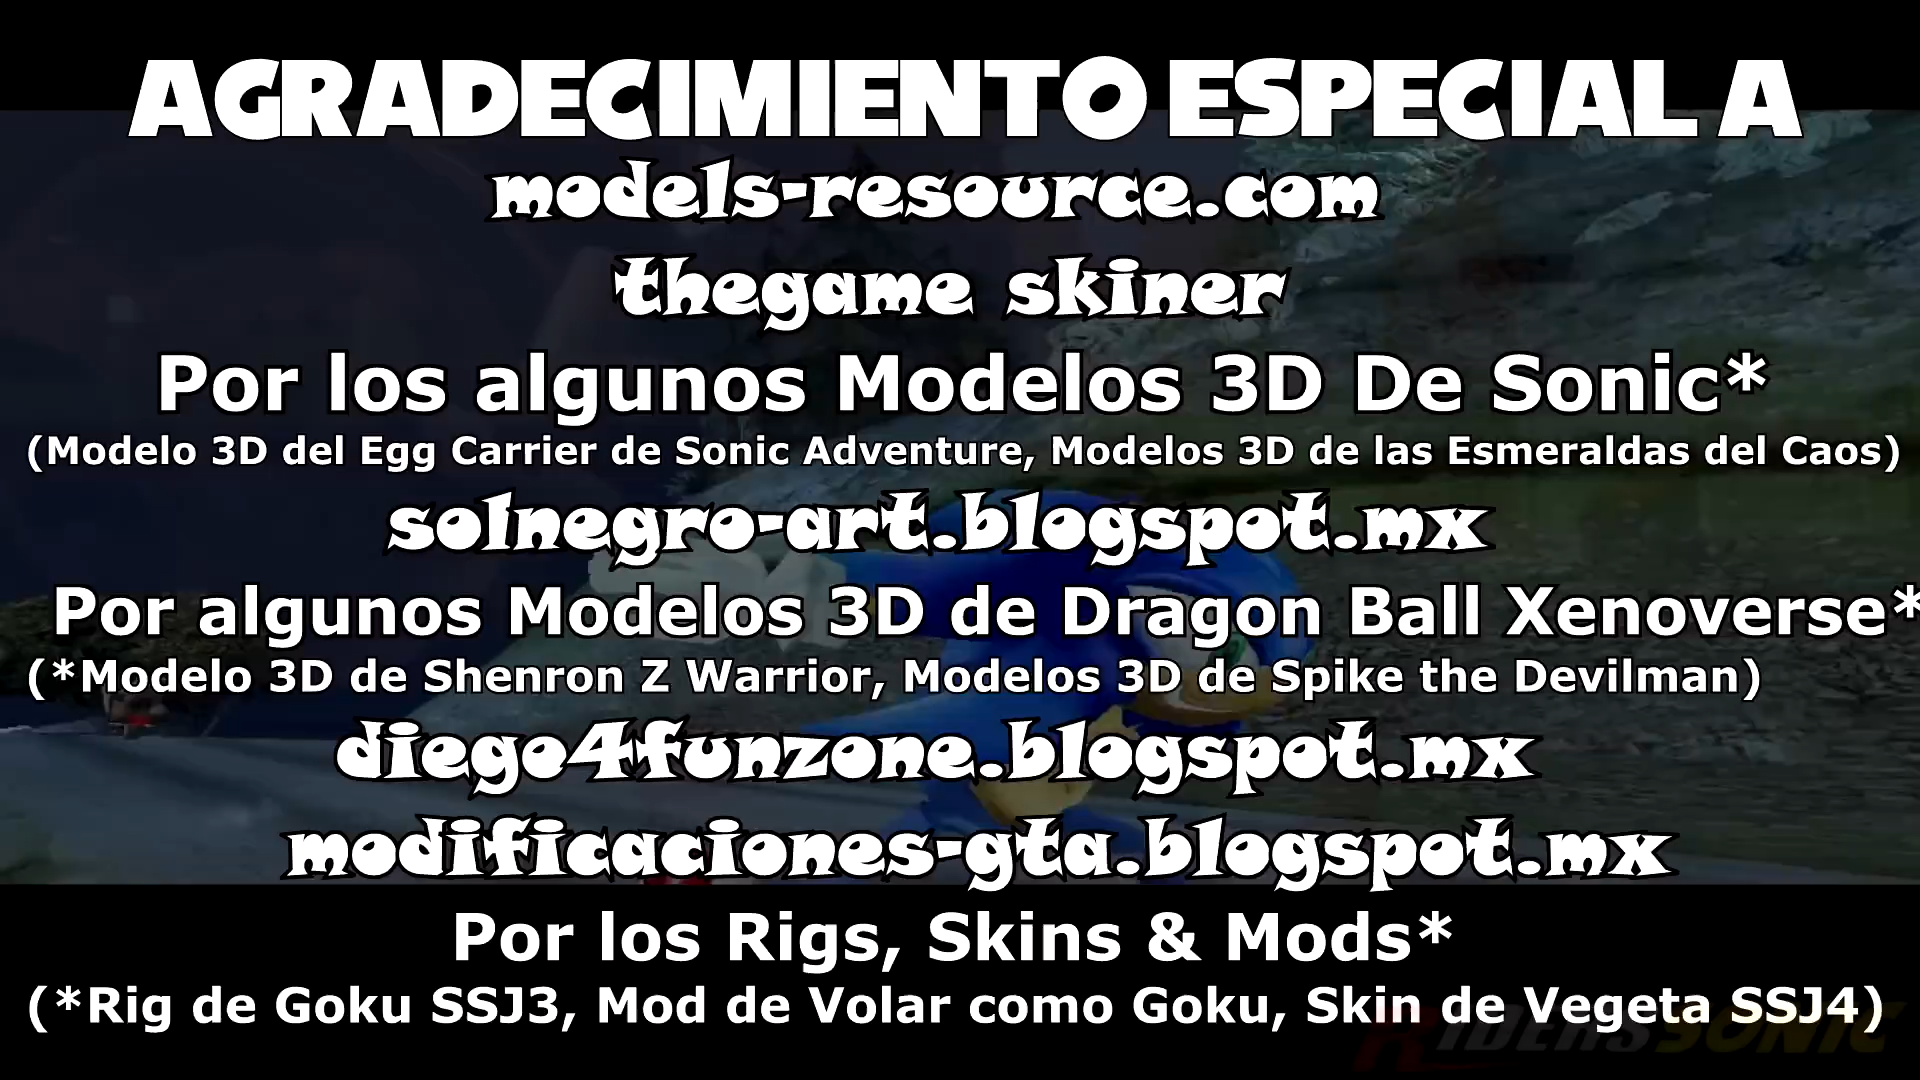 AGRADECIMIENTO ESPECIAL A
models-resource.com
thegame skiner
Por los algunos Modelos 3D De Sonic*
(Modelo 3D del Egg Carrier de Sonic Adventure, Modelos 3D de las Esmeraldas del Caos)
solnegro-art.blogspot.mx
Por algunos Modelos 3D de Dragon Ball Xenoverse*
(*Modelo 3D de Shenron Z Warrior, Modelos 3D de Spike the Devilman)
diego4funzone.blogspot.mx
modificaciones-gta.blogspot.mx
Por los Rigs, Skins & Mods*
(*Rig de Goku SSJ3, Mod de Volar como Goku, Skin de Vegeta SSJ4)
RIDERSSONIC